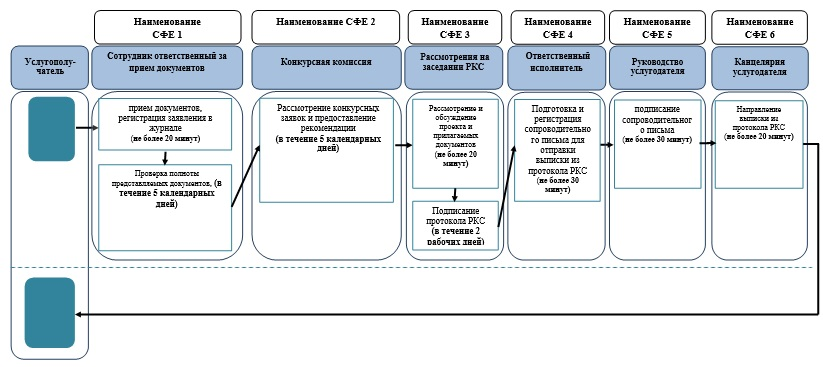 Наименование
СФЕ 1
Наименование СФЕ 2
Наименование
СФЕ 3
Наименование
СФЕ 4
Наименование
СФЕ 5
Наименование
СФЕ 6
Услугополу-
чатель
Сотрудник ответственный за
прием документов
Конкурсная комиссия
Рассмотрения на
заседании РКС
Ответственный
исполнитель
Руководство
услугодателя
Канцелярия
услугодателя
прием документов,
регистрация заявления в
журнале
(не более 20 минут)
Проверка полноты
представляемых документов, (в
течение 5 календарных
дней)
Рассмотрение конкурсных
заявок и предоставление
рекомендации
(в течение 5 календарных
дней)
Рассмотрение и
обсуждение
проекта и
прилагаемых
документов
(не более 20
минут)
Подписание
протокола РКС
(в течение 2
рабочих дней)
Подготовка и
регистрация
сопроводительно
го письма для
отправки
выписки из
протокола РКС
(не более 30
минут)
подписание
сопроводительног
о письма
(не более 30 минут)
Направление
выписки из
протокола РКС
(не более 20 минут)